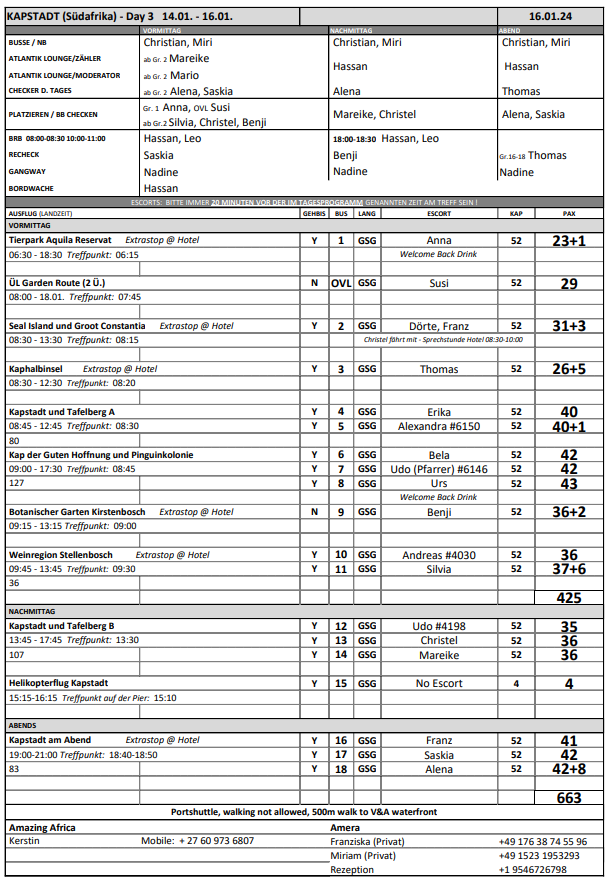 KAPSTADT (Südafrika) - Day 3 14.01. - 16.01. 16.01.24
VORMITTAG NACHMITTAG ABEND
BUSSE / NB Christian, Miri Christian, Miri Christian, Miri
ATLANTIK LOUNGE/ZÄHLER ab Gr. 2 Mareike
Hassan Hassan
ATLANTIK LOUNGE/MODERATOR ab Gr. 2 Mario
CHECKER D. TAGES ab Gr. 2 Alena, Saskia Alena Thomas
Gr. 1 Anna, OVL Susi
PLATZIEREN / BB CHECKEN Mareike, Christel Alena, Saskia
ab Gr.2 Silvia, Christel, Benji
BRB 08:00-08:30 10:00-11:00 Hassan, Leo 18:00-18:30 Hassan, Leo
RECHECK Saskia Benji Gr.16-18 Thomas
GANGWAY Nadine Nadine Nadine
BORDWACHE Hassan
ESCORTS: BITTE IMMER 20 MINUTEN VOR DER IM TAGESPROGRAMM GENANNTEN ZEIT AM TREFF SEIN !
AUSFLUG (LANDZEIT) GEHBIS BUS LANG ESCORT KAP PAX
VORMITTAG
Tierpark Aquila Reservat Extrastop @ Hotel Y 1 GSG Anna 52 23+1
06:30 - 18:30 Treffpunkt: 06:15 Welcome Back Drink
ÜL Garden Route (2 Ü.) N OVL GSG Susi 52 29
08:00 - 18.01. Treffpunkt: 07:45
Seal Island und Groot Constantia Extrastop @ Hotel Y 2 GSG Dörte, Franz 52 31+3
08:30 - 13:30 Treffpunkt: 08:15 Christel fährt mit - Sprechstunde Hotel 08:30-10:00
Kaphalbinsel Extrastop @ Hotel Y 3 GSG Thomas 52 26+5
08:30 - 12:30 Treffpunkt: 08:20
Kapstadt und Tafelberg A Y 4 GSG Erika 52 40
08:45 - 12:45 Treffpunkt: 08:30 Y 5 GSG Alexandra #6150 52 40+1
80
Kap der Guten Hoffnung und Pinguinkolonie Y 6 GSG Bela 52 42
09:00 - 17:30 Treffpunkt: 08:45 Y 7 GSG Udo (Pfarrer) #6146 52 42
127 Y 8 GSG Urs 52 43
Welcome Back Drink
Botanischer Garten Kirstenbosch Extrastop @ Hotel N 9 GSG Benji 52 36+2
09:15 - 13:15 Treffpunkt: 09:00
Weinregion Stellenbosch Extrastop @ Hotel Y 10 GSG Andreas #4030 52 36
09:45 - 13:45 Treffpunkt: 09:30 Y 11 GSG Silvia 52 37+6
36
425
NACHMITTAG
Kapstadt und Tafelberg B Y 12 GSG Udo #4198 52 35
13:45 - 17:45 Treffpunkt: 13:30 Y 13 GSG Christel 52 36
107 Y 14 GSG Mareike 52 36
Helikopterflug Kapstadt Y 15 GSG No Escort 4 4
15:15-16:15 Treffpunkt auf der Pier: 15:10
ABENDS
Kapstadt am Abend Extrastop @ Hotel Y 16 GSG Franz 52 41
19:00-21:00 Treffpunkt: 18:40-18:50 Y 17 GSG Saskia 52 42
83 Y 18 GSG Alena 52 42+8
663
Portshuttle, walking not allowed, 500m walk to V&A waterfront
Amazing Africa Amera
Kerstin Mobile: + 27 60 973 6807 Franziska (Privat) +49 176 38 74 55 96
Miriam (Privat) +49 1523 1953293
Rezeption +1 9546726798